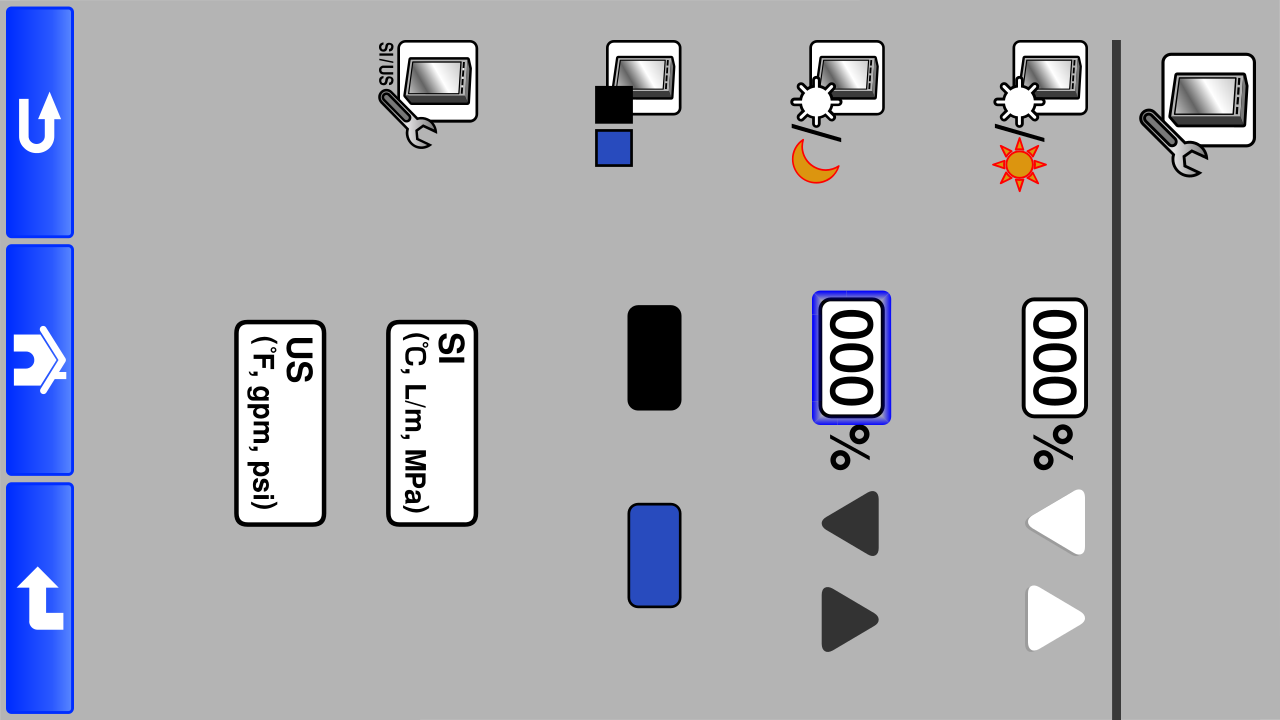 000 %
000 %
SI/US
SI
(°C, L/m, MPa)
US
(°F, gpm, psi)